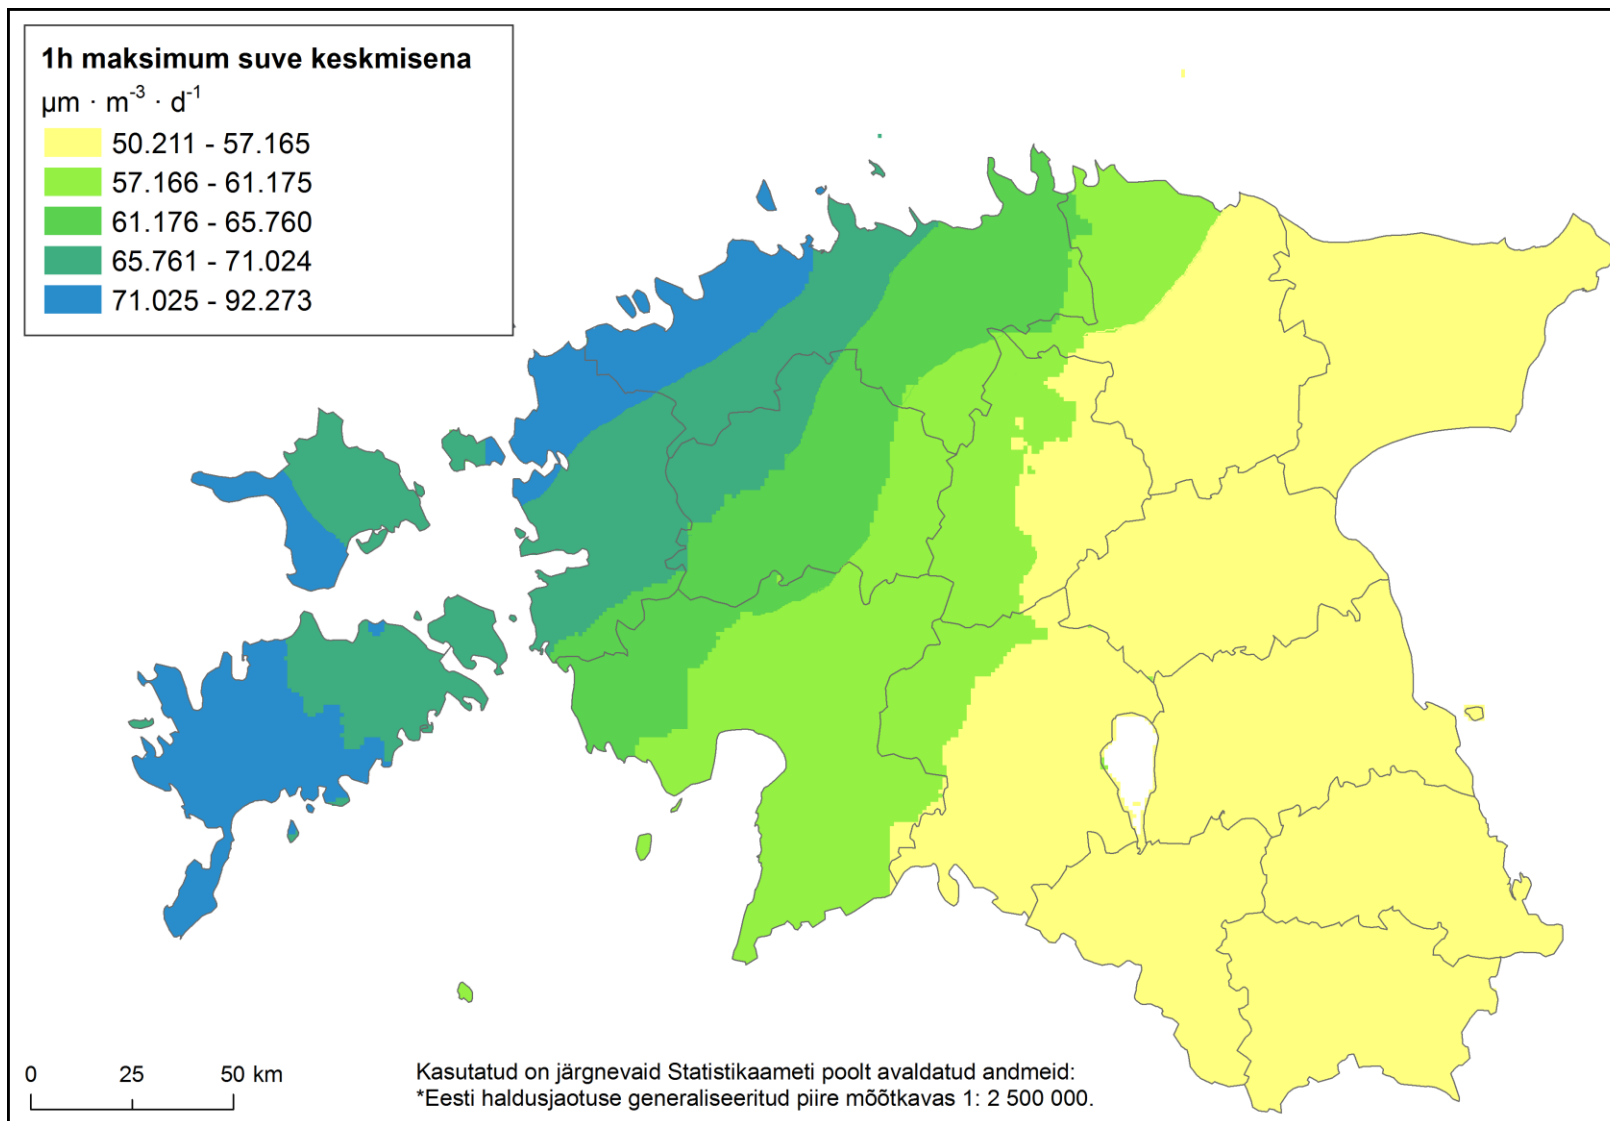 1h maksimum suve keskmisena
µm · m⁻³ · d⁻¹
50.211 - 57.165
57.166 - 61.175
61.176 - 65.760
65.761 - 71.024
71.025 - 92.273
0 25 50 km
Kasutatud on järgnevaid Statistikaameti poolt avaldatud andmeid:
*Eesti haldusjaotuse generaliseeritud piire mõõtkavas 1: 2 500 000.